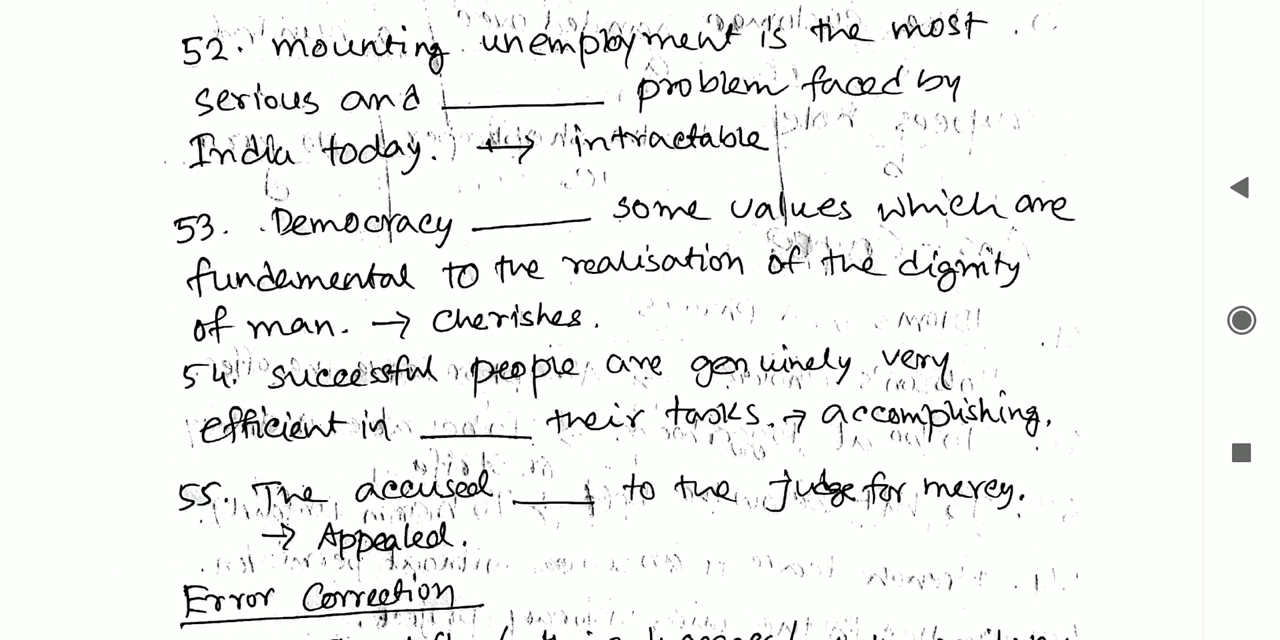 52. mounting unemployment is the most
serious and ________ problem faced by
India today. → intractable
53. Democracy ________ some values which are
fundamental to the realisation of the dignity
of man. → cherishes.
54. successful people are genuinely very
efficient in ________ their tasks. → accomplishing.
55. The accused ________ to the judge for mercy.
→ Appealed.
Error Correction